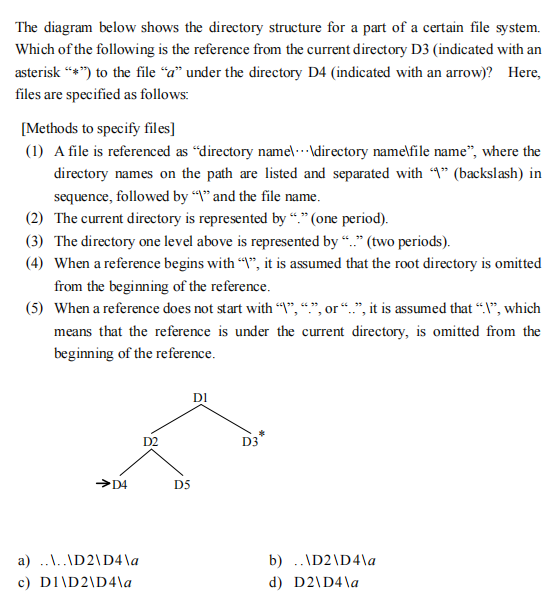 The diagram below shows the directory structure for a part of a certain file system.
Which of the following is the reference from the current directory D3 (indicated with an
asterisk “*”) to the file “a” under the directory D4 (indicated with an arrow)? Here,
files are specified as follows:
[Methods to specify files]
(1) A file is referenced as “directory name\···\directory name\file name”, where the
directory names on the path are listed and separated with “\” (backslash) in
sequence, followed by “\” and the file name.
(2) The current directory is represented by “.” (one period).
(3) The directory one level above is represented by “..” (two periods).
(4) When a reference begins with “\”, it is assumed that the root directory is omitted
from the beginning of the reference.
(5) When a reference does not start with “\”, “.”, or “..”, it is assumed that “.\”, which
means that the reference is under the current directory, is omitted from the
beginning of the reference.
D1
D2 D3*
→D4 D5
a) ..\..\D2\D4\a b) ..\D2\D4\a
c) D1\D2\D4\a d) D2\D4\a